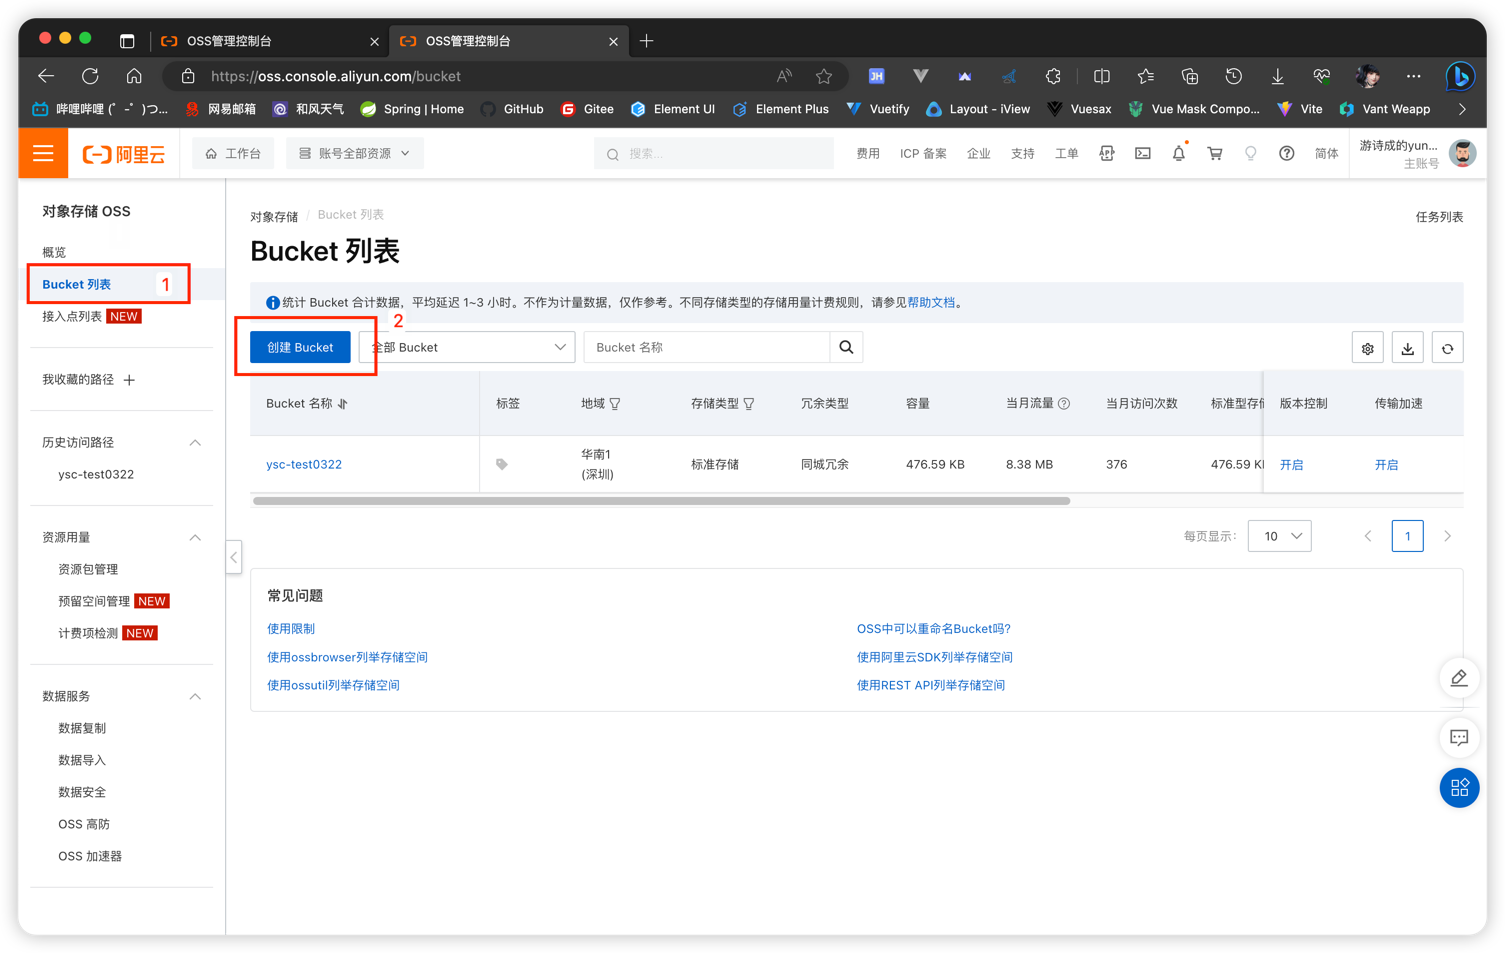 OSS管理控制台
OSS管理控制台
https://oss.console.aliyun.com/bucket
哔哩哔哩 (゜-゜)つ...
网易邮箱
和风天气
Spring | Home
GitHub
Gitee
Element UI
Element Plus
Vuetify
Layout - iView
Vuesax
Vue Mask Compo...
Vite
Vant Weapp
阿里云
工作台
账号全部资源
搜索...
费用
ICP 备案
企业
支持
工单
简体
游诗成的yun...
主账号
对象存储 OSS
概览
Bucket 列表
1
接入点列表 NEW
我收藏的路径
历史访问路径
ysc-test0322
资源用量
资源包管理
预留空间管理 NEW
计费项检测 NEW
数据服务
数据复制
数据导入
数据安全
OSS 高防
OSS 加速器
对象存储 / Bucket 列表
任务列表
Bucket 列表
统计 Bucket 合计数据，平均延迟 1~3 小时。不作为计量数据，仅作参考。不同存储类型的存储用量计费规则，请参见帮助文档。
2
创建 Bucket
全部 Bucket
Bucket 名称
Bucket 名称
标签
地域
存储类型
冗余类型
容量
当月流量
当月访问次数
标准型存储
版本控制
传输加速
ysc-test0322
华南1
(深圳)
标准存储
同城冗余
476.59 KB
8.38 MB
376
476.59 KB
开启
开启
每页显示：
10
1
常见问题
使用限制
OSS中可以重命名Bucket吗?
使用ossbrowser列举存储空间
使用阿里云SDK列举存储空间
使用ossutil列举存储空间
使用REST API列举存储空间